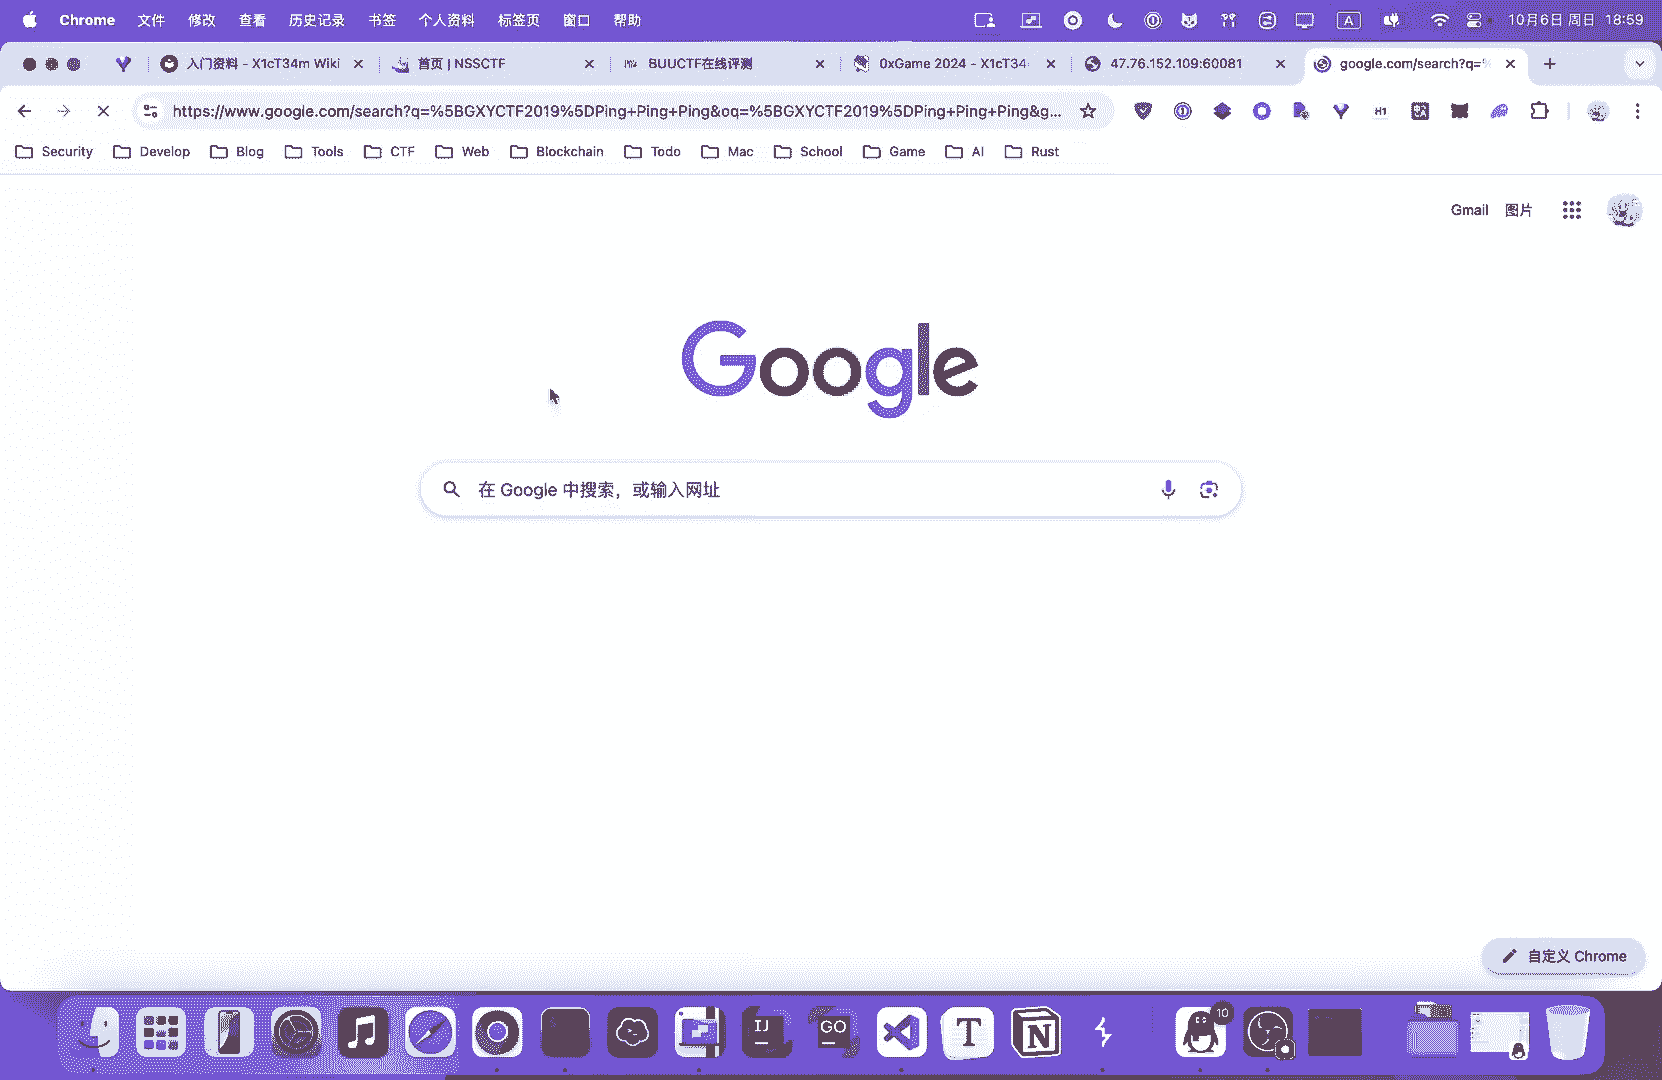 Chrome 文件 修改 查看 历史记录 书签 个人资料 标签页 窗口 帮助 A 10月6日 周日 18:59
入门资料 - X1cT34m Wiki 首页 | NSSCTF BUUCTF在线评测 0xGame 2024 - X1cT34 47.76.152.109:60081 google.com/search?q=%
https://www.google.com/search?q=%5BGXYCTF2019%5DPing+Ping+Ping&oq=%5BGXYCTF2019%5DPing+Ping+Ping&g... H1
Security Develop Blog Tools CTF Web Blockchain Todo Mac School Game AI Rust
Gmail 图片
Google
在 Google 中搜索，或输入网址
自定义 Chrome
IJ GO T N 10